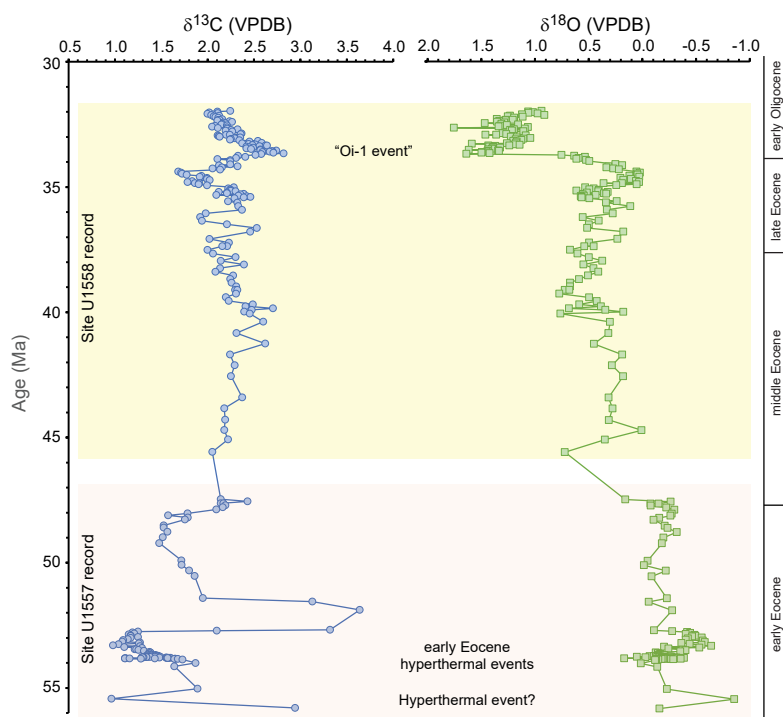 δ13C (VPDB) δ18O (VPDB)
0.5 1.0 1.5 2.0 2.5 3.0 3.5 4.0 2.0 1.5 1.0 0.5 0.0 -0.5 -1.0
30
35
40
45
50
55
Age (Ma)
Site U1558 record
Site U1557 record
“Oi-1 event”
early Eocene
hyperthermal events
Hyperthermal event?
early Oligocene
late Eocene
middle Eocene
early Eocene